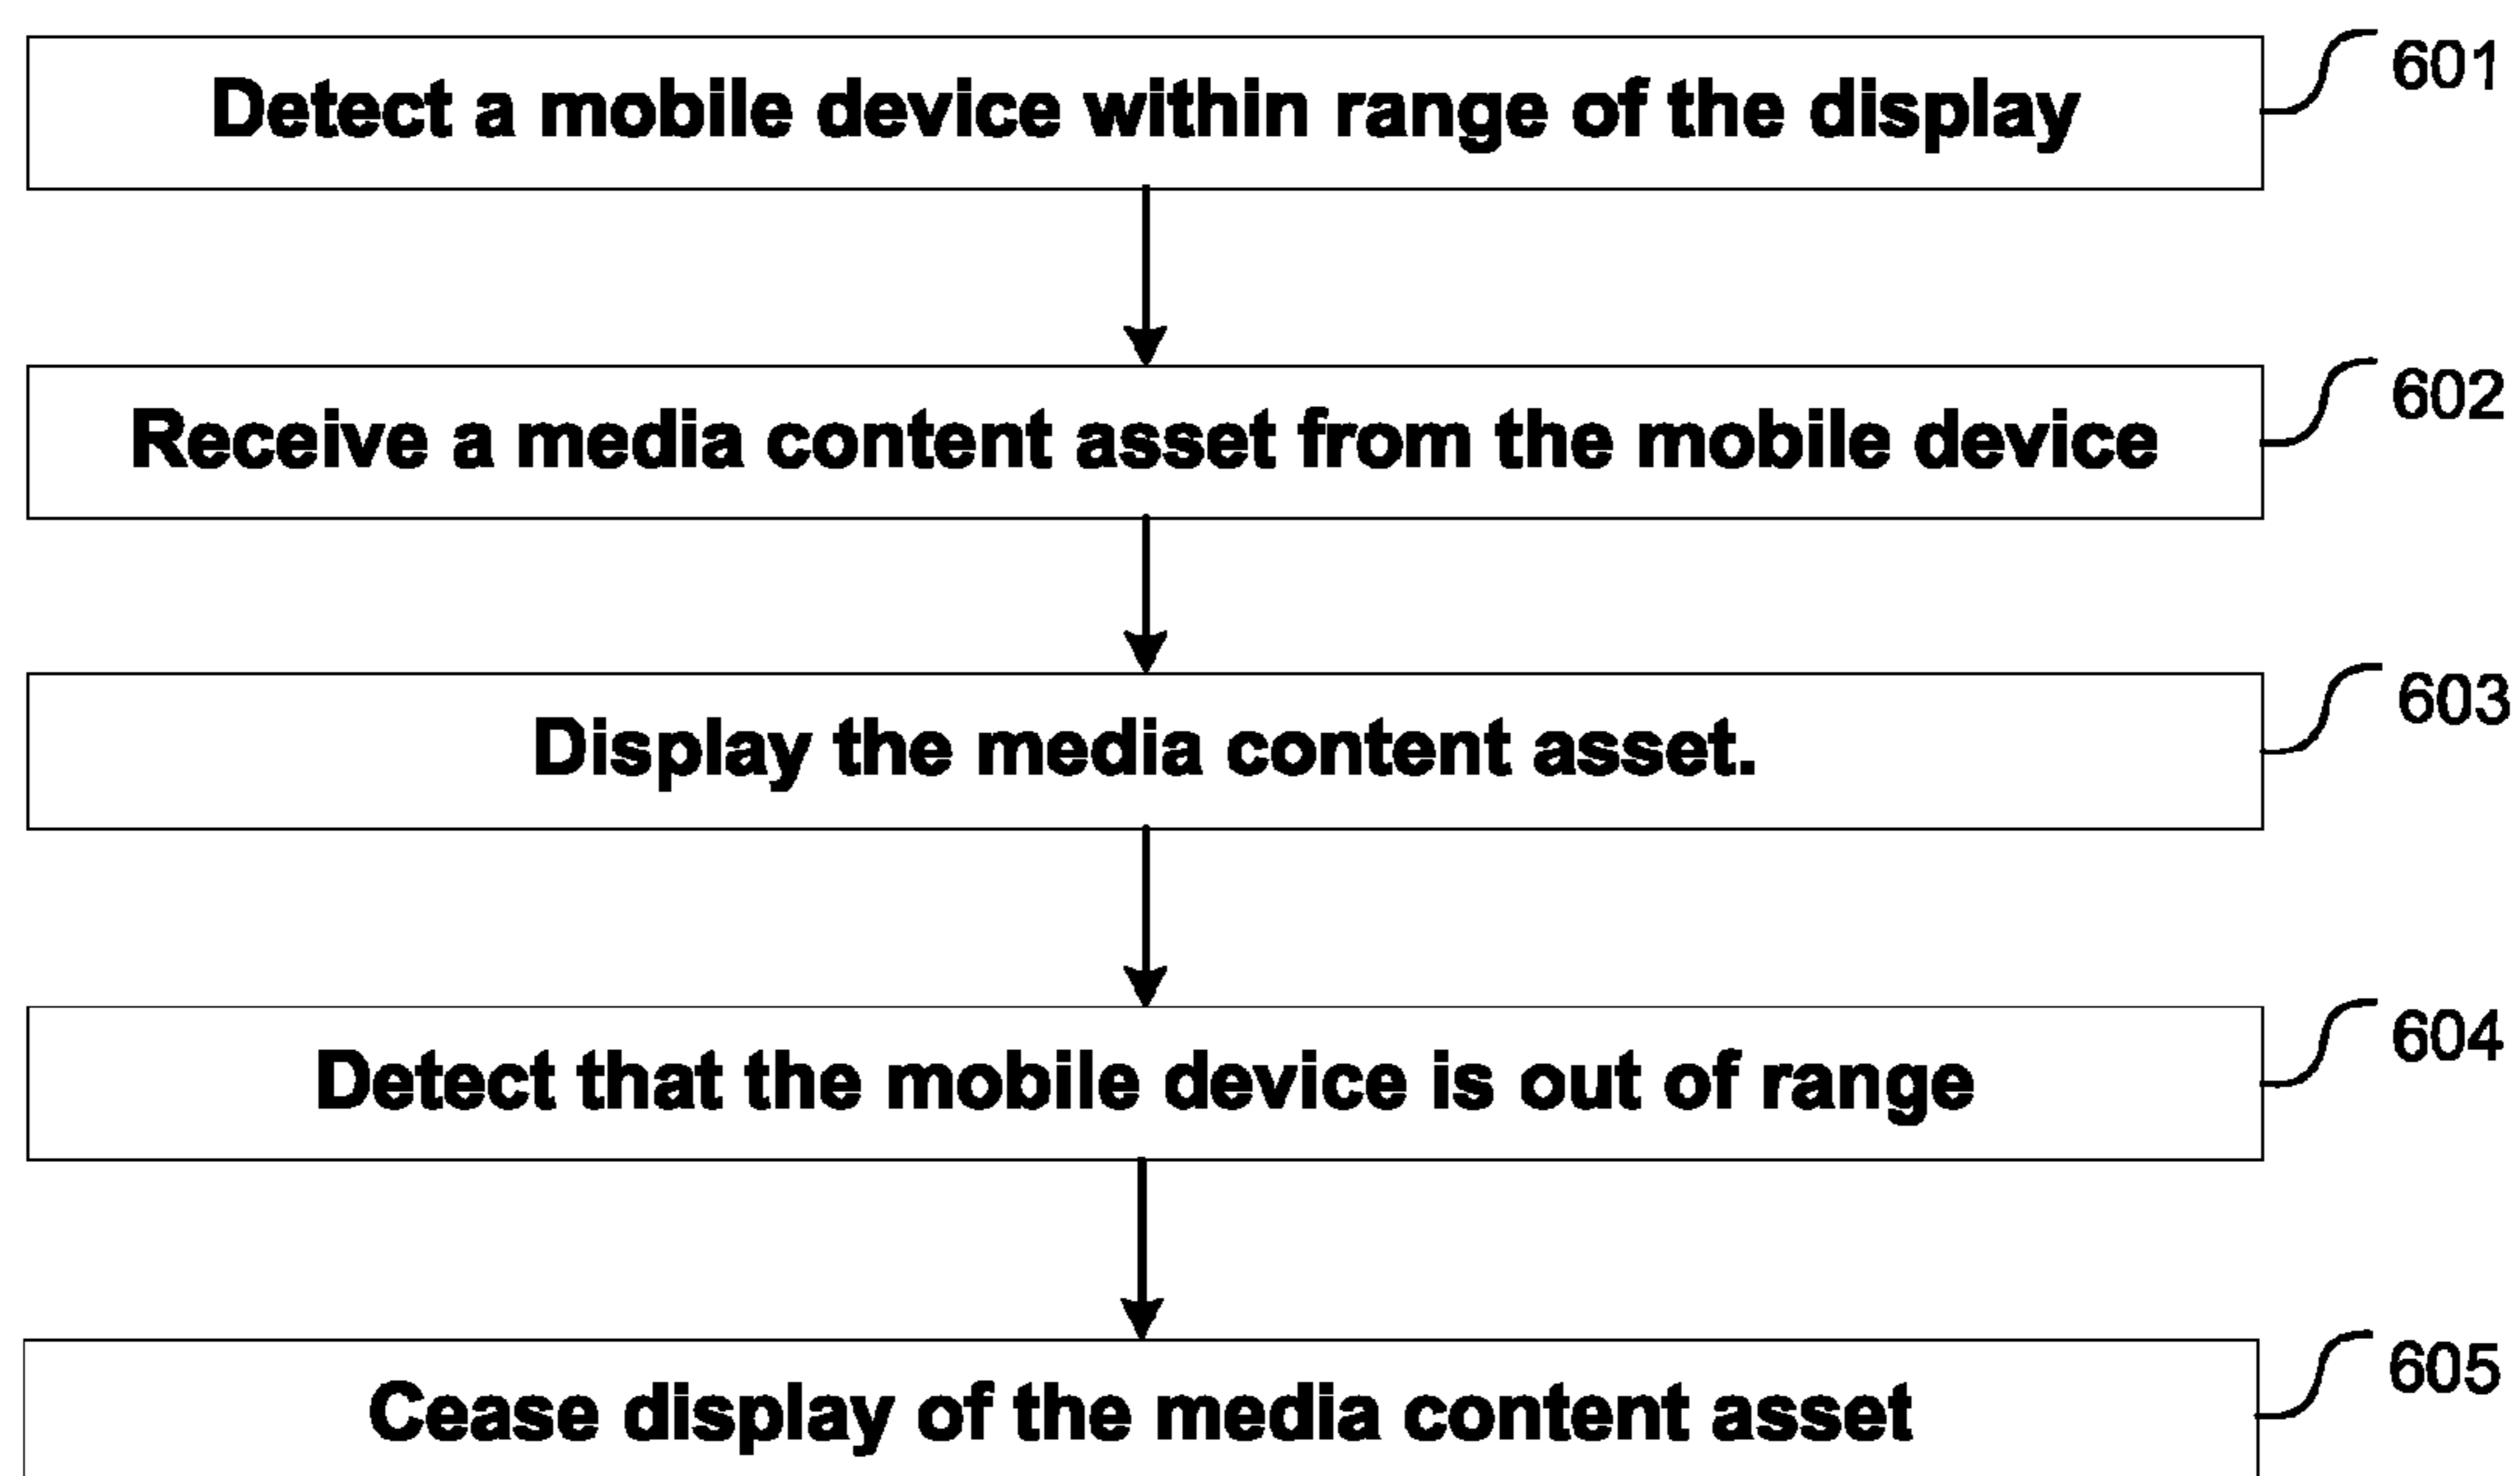 Detect a mobile device within range of the display
601
Receive a media content asset from the mobile device
602
Display the media content asset.
603
Detect that the mobile device is out of range
604
Cease display of the media content asset
605